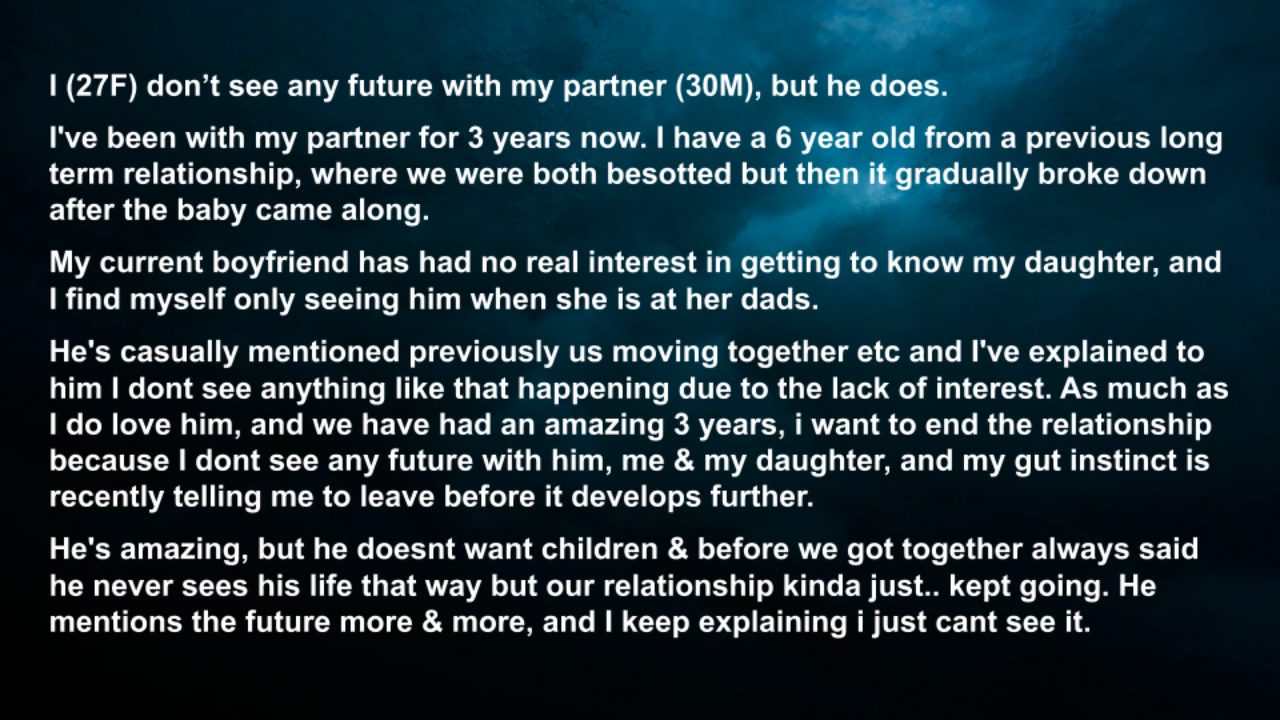 I (27F) don’t see any future with my partner (30M), but he does.
I've been with my partner for 3 years now. I have a 6 year old from a previous long
term relationship, where we were both besotted but then it gradually broke down
after the baby came along.
My current boyfriend has had no real interest in getting to know my daughter, and
I find myself only seeing him when she is at her dads.
He's casually mentioned previously us moving together etc and I've explained to
him I dont see anything like that happening due to the lack of interest. As much as
I do love him, and we have had an amazing 3 years, i want to end the relationship
because I dont see any future with him, me & my daughter, and my gut instinct is
recently telling me to leave before it develops further.
He's amazing, but he doesnt want children & before we got together always said
he never sees his life that way but our relationship kinda just.. kept going. He
mentions the future more & more, and I keep explaining i just cant see it.